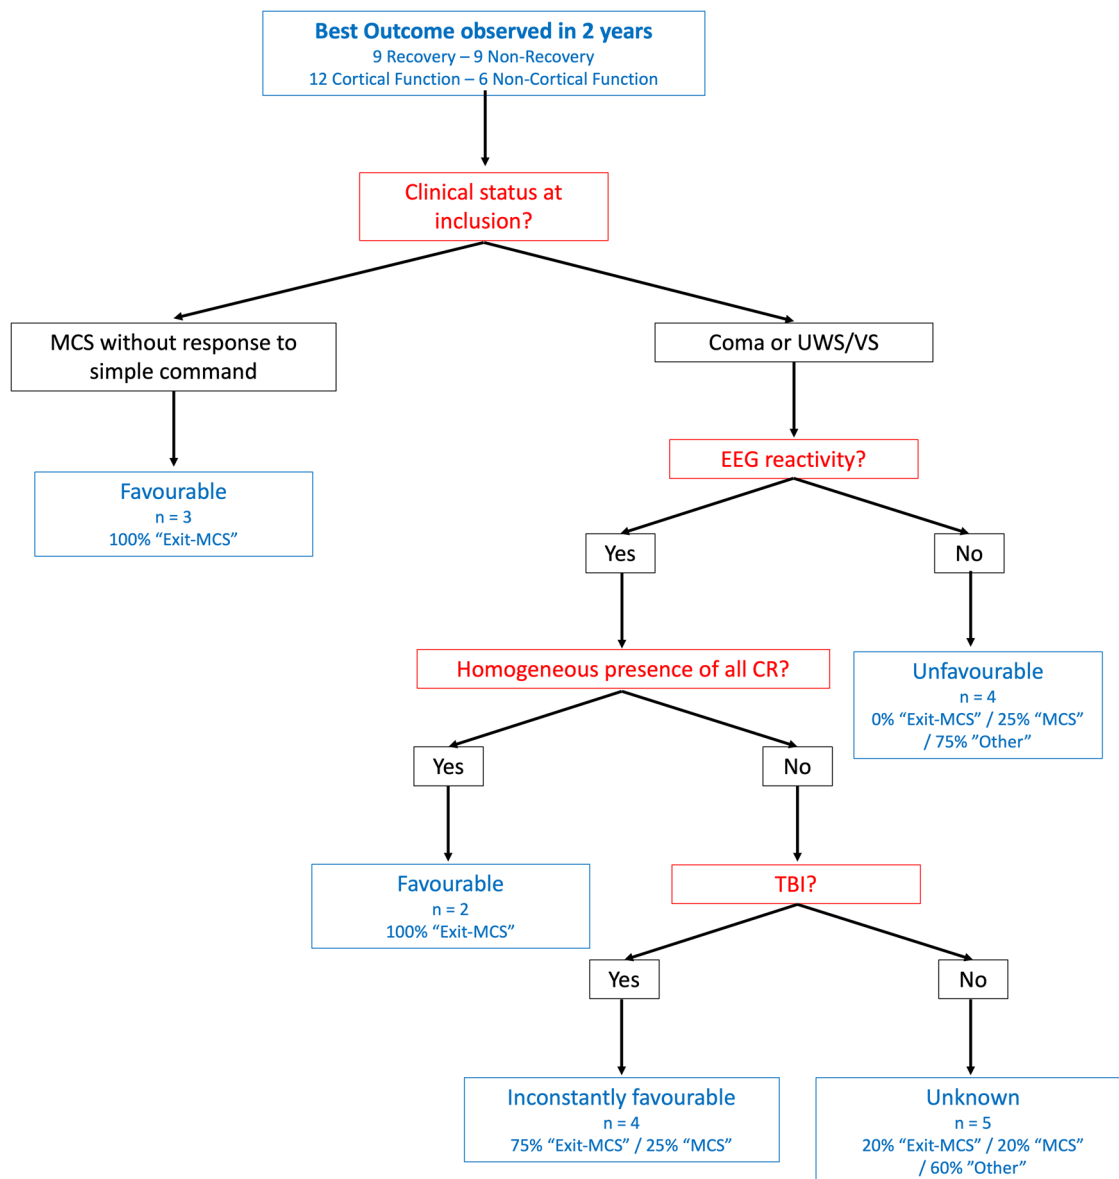 Best Outcome observed in 2 years
9 Recovery – 9 Non-Recovery
12 Cortical Function – 6 Non-Cortical Function
Clinical status at
inclusion?
MCS without response to
simple command
Coma or UWS/VS
Favourable
n = 3
100% “Exit-MCS”
EEG reactivity?
Yes
No
Homogeneous presence of all CR?
Unfavourable
n = 4
0% “Exit-MCS” / 25% “MCS”
/ 75% ”Other”
Yes
No
Favourable
n = 2
100% “Exit-MCS”
TBI?
Yes
No
Inconstantly favourable
n = 4
75% “Exit-MCS” / 25% “MCS”
Unknown
n = 5
20% “Exit-MCS” / 20% “MCS”
/ 60% ”Other”